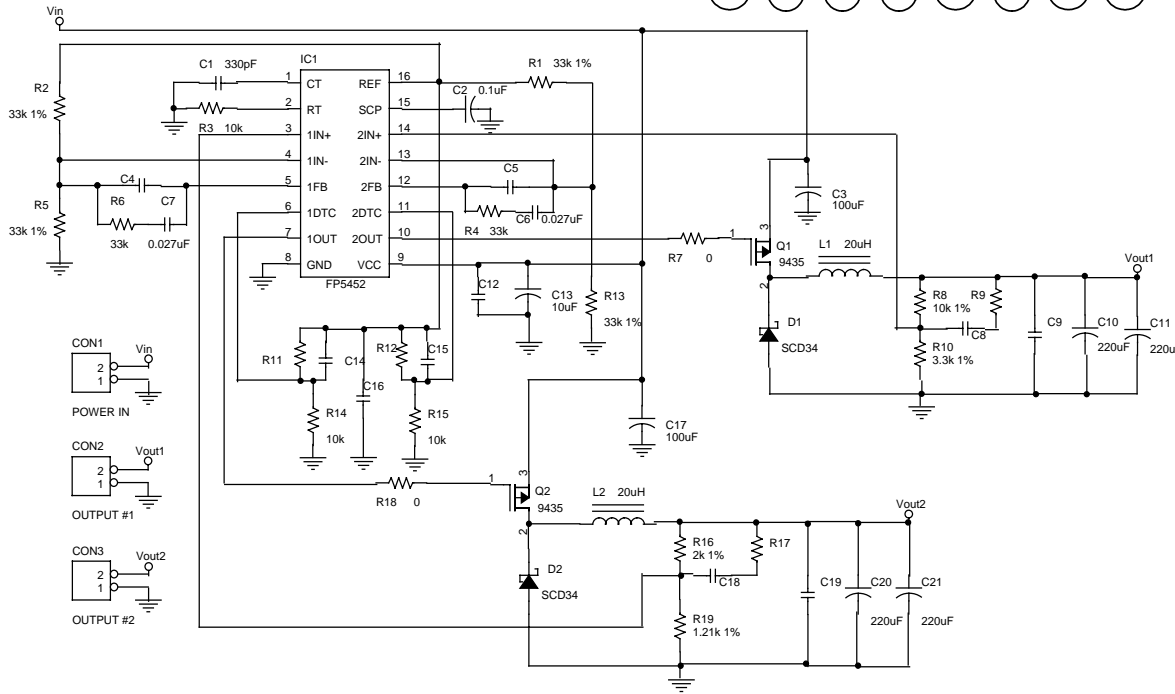 Vin
IC1
C1 330pF
R1 33k 1%
R2
33k 1%
1
CT
REF
16
C2
0.1uF
2
RT
SCP
15
R3 10k
3
1IN+
2IN+
14
4
1IN-
2IN-
13
C4
C7
5
1FB
2FB
12
C5
R6
6
1DTC
2DTC
11
C6
0.027uF
R5
33k 1%
33k
0.027uF
7
1OUT
2OUT
10
R4 33k
8
GND
VCC
9
FP5452
R7
0
1
3
2
Q1
9435
C3
100uF
L1
20uH
Vout1
C12
C13
10uF
R13
33k 1%
R8
10k 1%
R9
C8
R10
3.3k 1%
C9
C10
220uF
C11
220u
D1
SCD34
R11
C14
C16
R12
C15
R14
10k
R15
10k
CON1
2
1
Vin
POWER IN
C17
100uF
CON2
2
1
Vout1
OUTPUT #1
R18
0
1
3
2
Q2
9435
L2
20uH
Vout2
CON3
2
1
Vout2
OUTPUT #2
R16
2k 1%
R17
C18
D2
SCD34
R19
1.21k 1%
C19
C20
C21
220uF
220uF